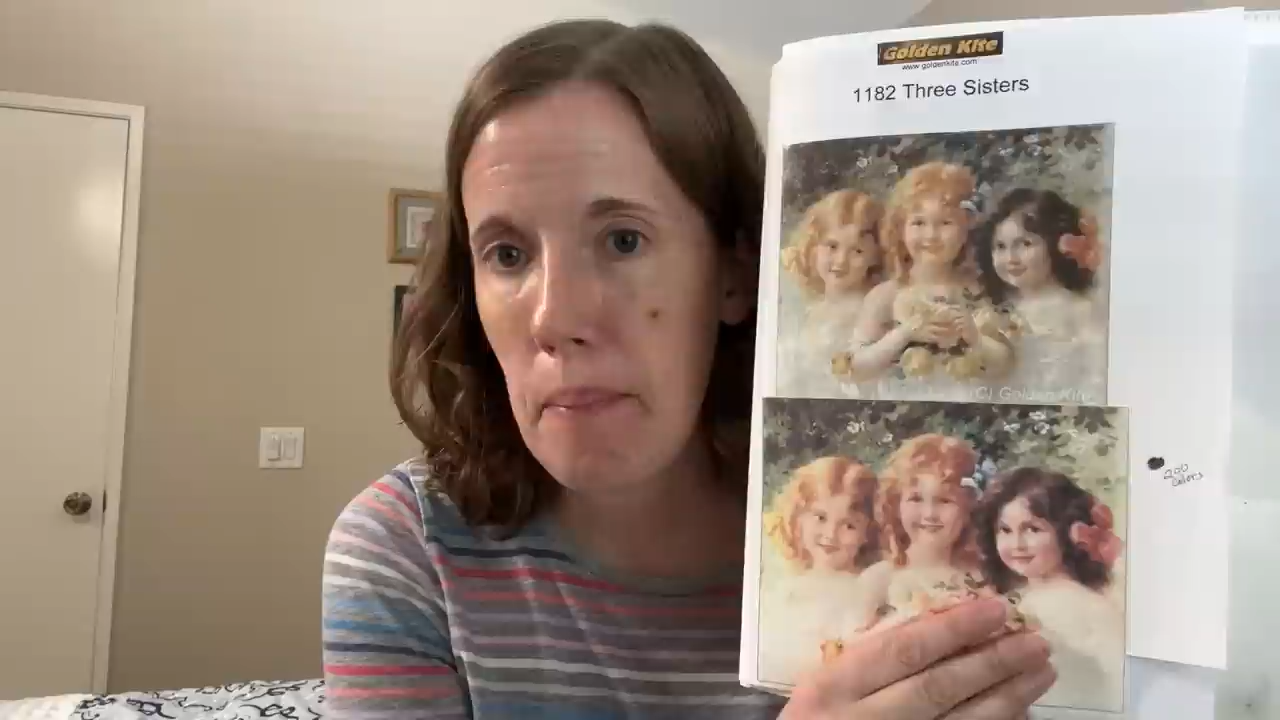 Golden Kite
www.goldenkite.com
1182 Three Sisters
(C) Golden Kite
200
Colors